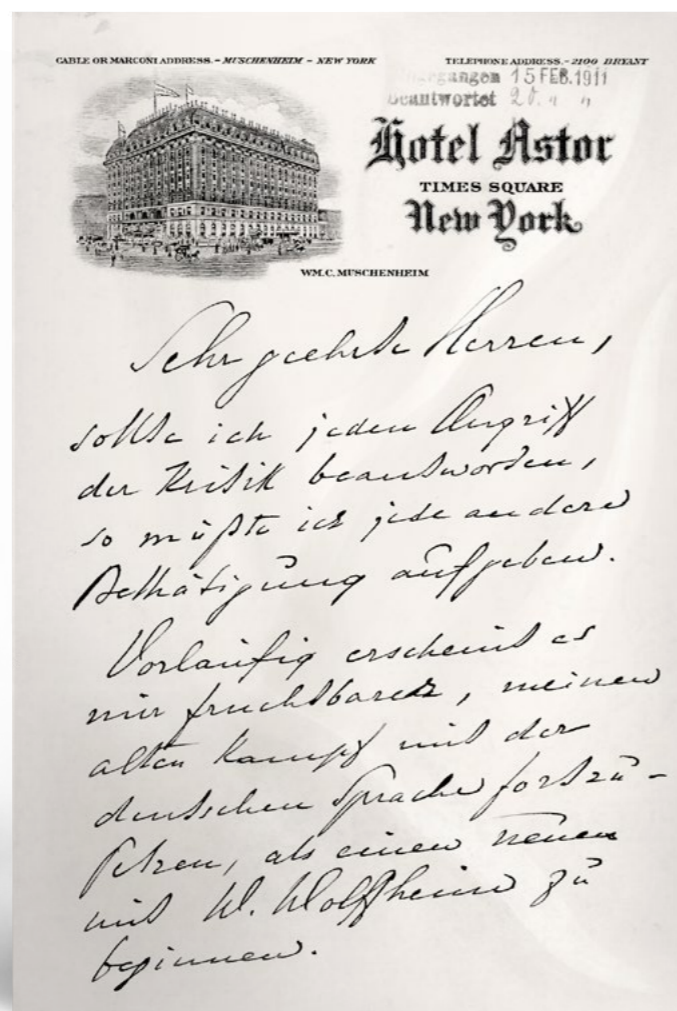 CABLE OR MARCONI ADDRESS. – MUSCHENHEIM – NEW YORK
TELEPHONE ADDRESS. – 2100 BRYANT
15 FEB. 1911
Beantwortet 20. " "
Hotel Astor
TIMES SQUARE
New York
WM. C. MUSCHENHEIM
Sehr geehrte Herren,
sollte ich jeden Angriff
der Kritik beantworten,
so müßte ich jede andere
Bethätigung aufgeben.
Vorläufig erscheint es
mir fruchtbarer, meinen
alten Kampf mit der
deutschen Sprache fortzu-
setzen, als einen neuen
mit W. Wolffheim zu
beginnen.